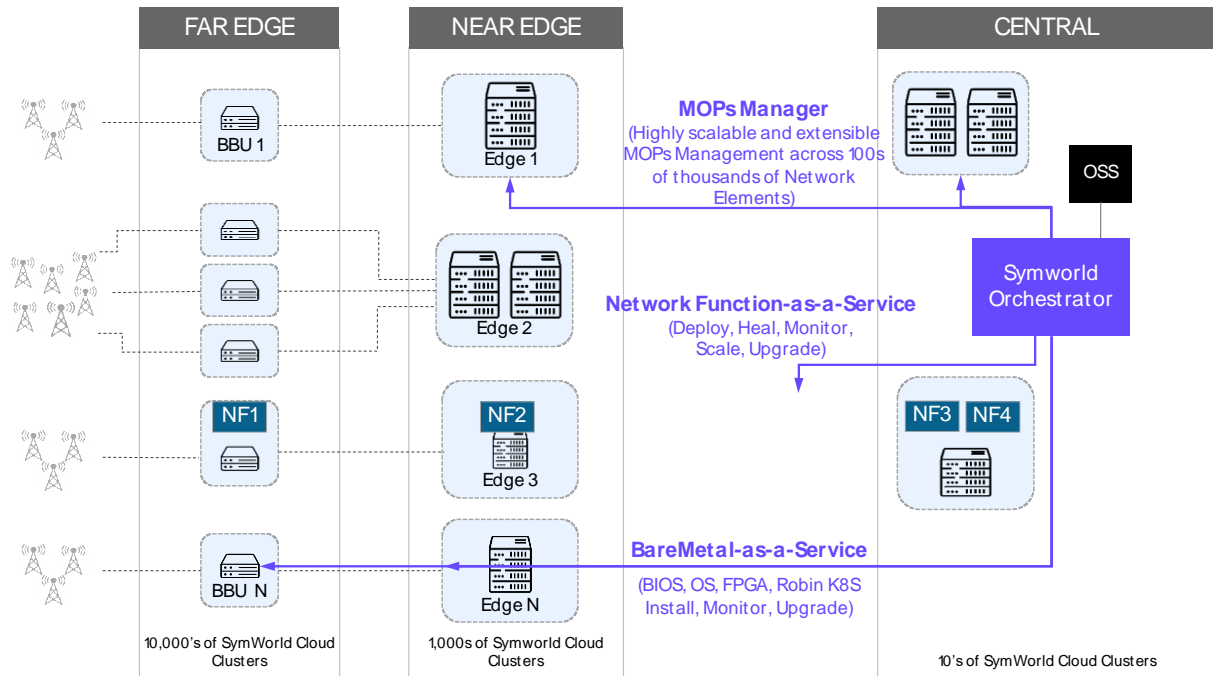 FAR EDGE
NEAR EDGE
CENTRAL
BBU 1
Edge 1
MOPs Manager
(Highly scalable and extensible
MOPs Management across 100s
of thousands of Network
Elements)
OSS
Symworld
Orchestrator
Edge 2
Network Function-as-a-Service
(Deploy, Heal, Monitor,
Scale, Upgrade)
NF1
NF2
Edge 3
NF3
NF4
BBU N
Edge N
BareMetal-as-a-Service
(BIOS, OS, FPGA, Robin K8S
Install, Monitor, Upgrade)
10,000's of SymWorld Cloud
Clusters
1,000s of Symworld Cloud
Clusters
10's of SymWorld Cloud Clusters